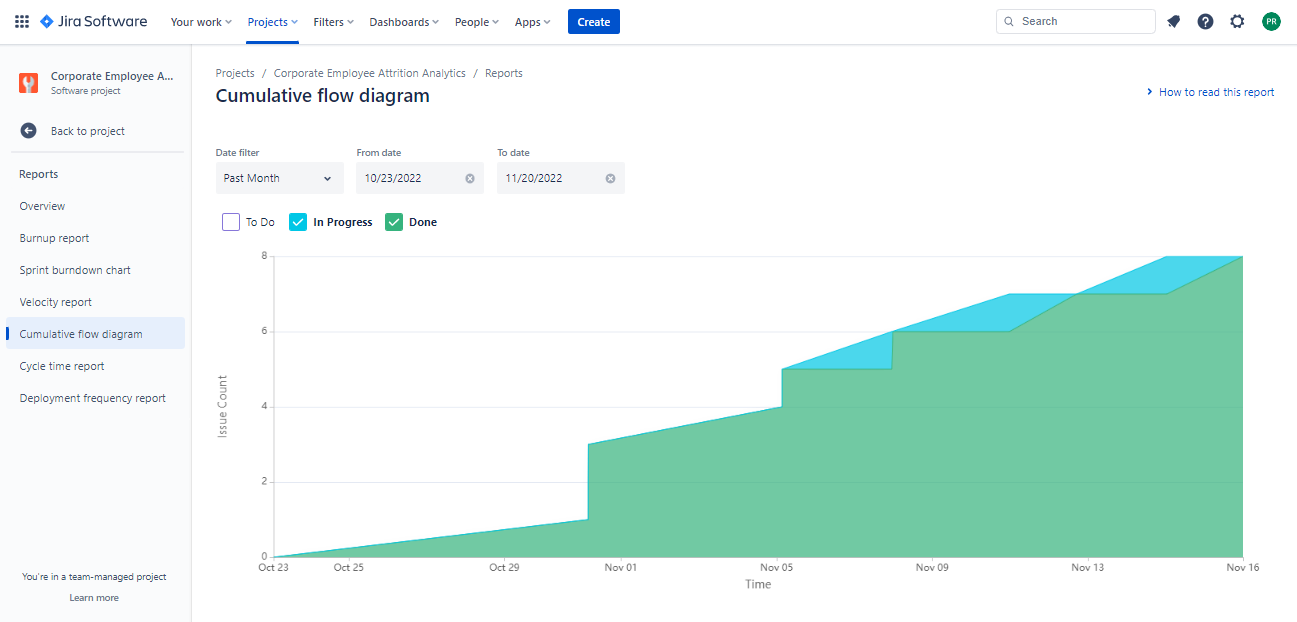 Jira Software Your work Projects Filters Dashboards People Apps Create Search PR
Corporate Employee A...
Software project
Back to project
Reports
Overview
Burnup report
Sprint burndown chart
Velocity report
Cumulative flow diagram
Cycle time report
Deployment frequency report
You're in a team-managed project
Learn more
Projects / Corporate Employee Attrition Analytics / Reports
Cumulative flow diagram
How to read this report
Date filter From date To date
Past Month 10/23/2022 11/20/2022
To Do In Progress Done
8
6
4
2
0
Issue Count
Oct 23 Oct 25 Oct 29 Nov 01 Nov 05 Nov 09 Nov 13 Nov 16
Time